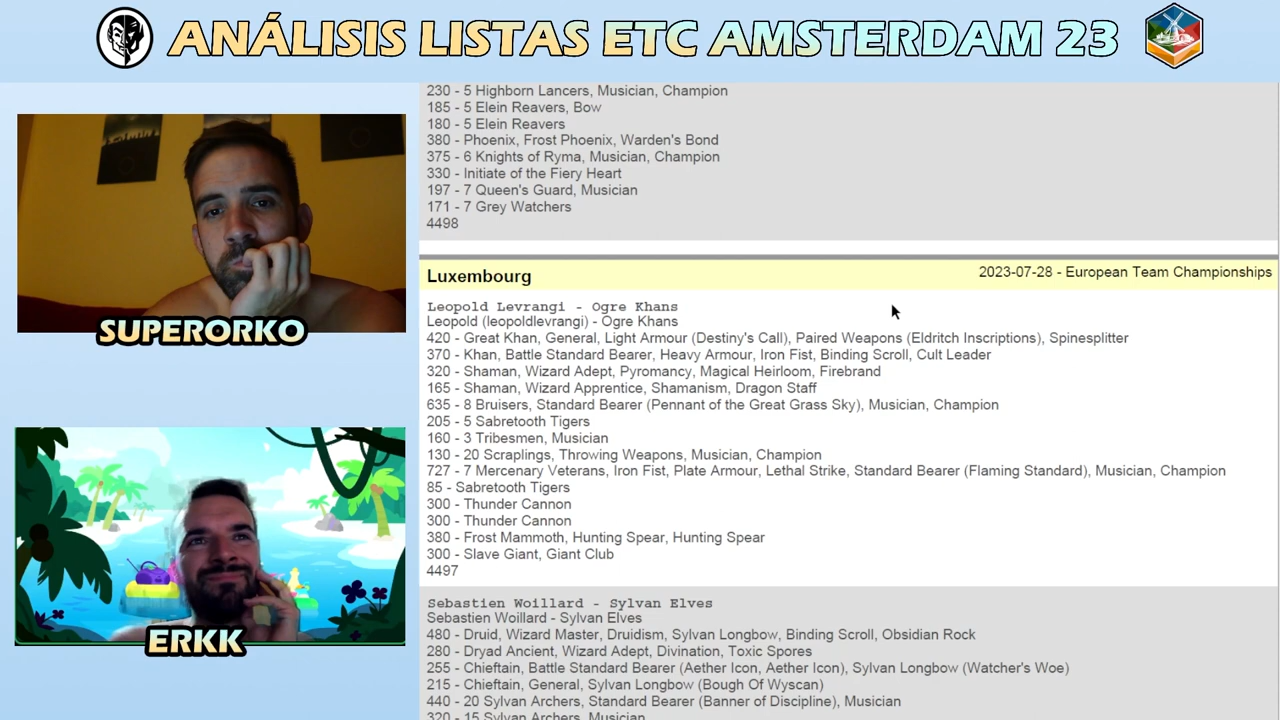 ANÁLISIS LISTAS ETC AMSTERDAM 23
230 - 5 Highborn Lancers, Musician, Champion
185 - 5 Elein Reavers, Bow
180 - 5 Elein Reavers
380 - Phoenix, Frost Phoenix, Warden's Bond
375 - 6 Knights of Ryma, Musician, Champion
330 - Initiate of the Fiery Heart
197 - 7 Queen's Guard, Musician
171 - 7 Grey Watchers
4498
Luxembourg
2023-07-28 - European Team Championships
Leopold Levrangi - Ogre Khans
Leopold (leopoldlevrangi) - Ogre Khans
420 - Great Khan, General, Light Armour (Destiny's Call), Paired Weapons (Eldritch Inscriptions), Spinesplitter
370 - Khan, Battle Standard Bearer, Heavy Armour, Iron Fist, Binding Scroll, Cult Leader
320 - Shaman, Wizard Adept, Pyromancy, Magical Heirloom, Firebrand
165 - Shaman, Wizard Apprentice, Shamanism, Dragon Staff
635 - 8 Bruisers, Standard Bearer (Pennant of the Great Grass Sky), Musician, Champion
205 - 5 Sabretooth Tigers
160 - 3 Tribesmen, Musician
130 - 20 Scraplings, Throwing Weapons, Musician, Champion
727 - 7 Mercenary Veterans, Iron Fist, Plate Armour, Lethal Strike, Standard Bearer (Flaming Standard), Musician, Champion
85 - Sabretooth Tigers
300 - Thunder Cannon
300 - Thunder Cannon
380 - Frost Mammoth, Hunting Spear, Hunting Spear
300 - Slave Giant, Giant Club
4497
Sebastien Woillard - Sylvan Elves
Sebastien Woillard - Sylvan Elves
480 - Druid, Wizard Master, Druidism, Sylvan Longbow, Binding Scroll, Obsidian Rock
280 - Dryad Ancient, Wizard Adept, Divination, Toxic Spores
255 - Chieftain, Battle Standard Bearer (Aether Icon, Aether Icon), Sylvan Longbow (Watcher's Woe)
215 - Chieftain, General, Sylvan Longbow (Bough Of Wyscan)
440 - 20 Sylvan Archers, Standard Bearer (Banner of Discipline), Musician
320 - 15 Sylvan Archers, Musician
SUPERORKO
ERKK